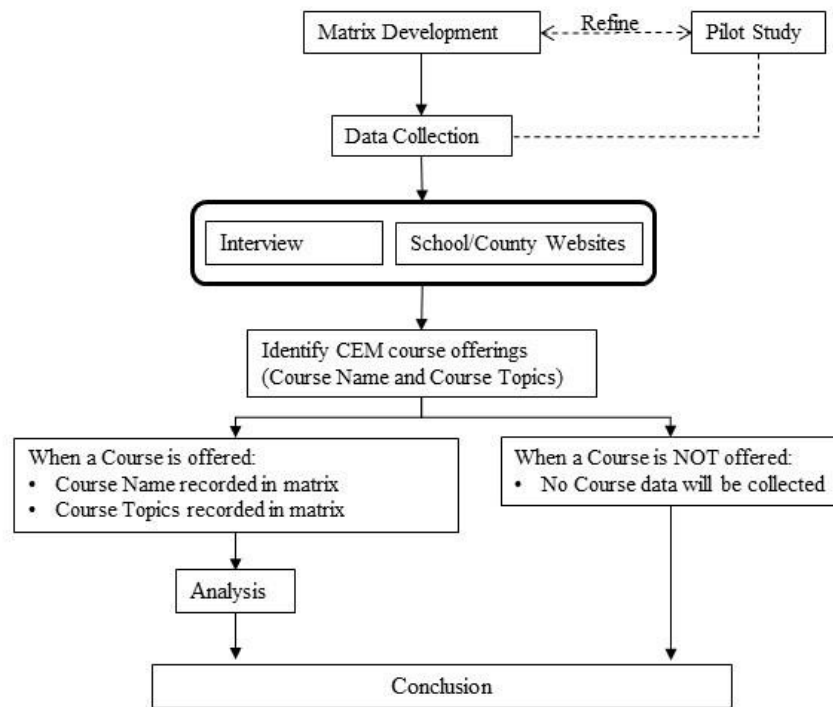 Matrix Development
Refine
Pilot Study
Data Collection
Interview
School/County Websites
Identify CEM course offerings
(Course Name and Course Topics)
When a Course is offered:
• Course Name recorded in matrix
• Course Topics recorded in matrix
When a Course is NOT offered:
• No Course data will be collected
Analysis
Conclusion